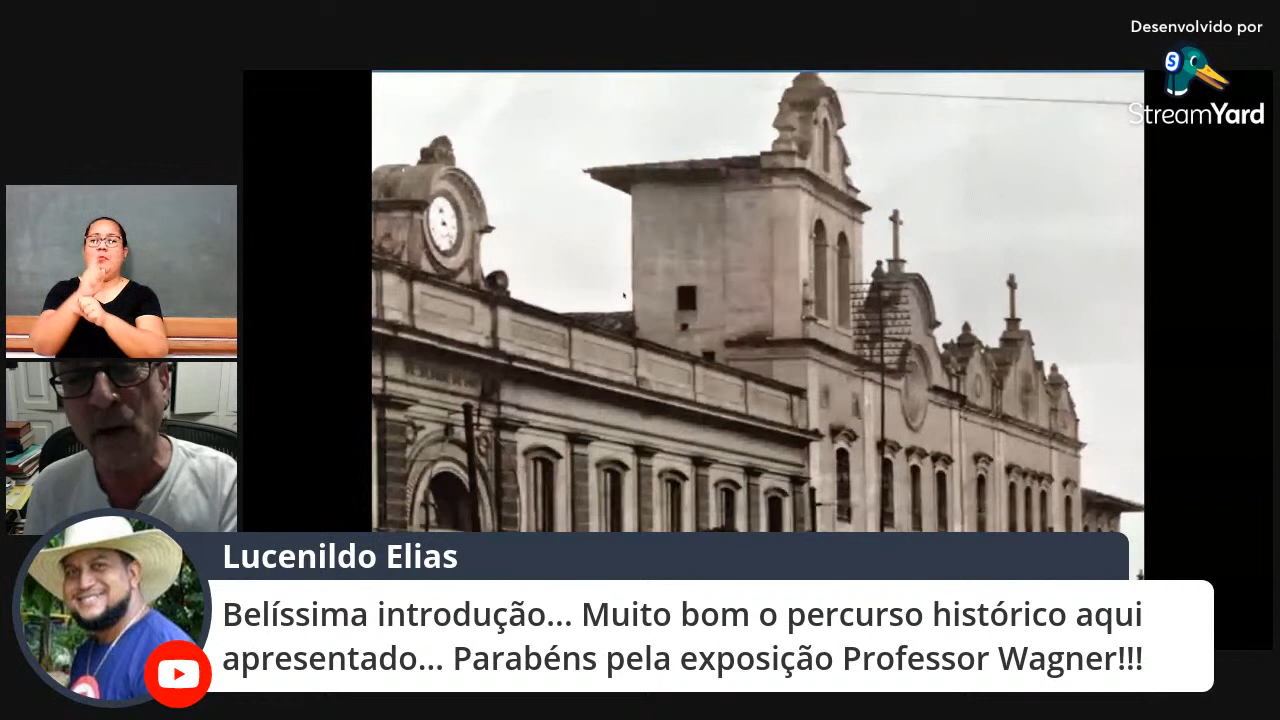 Desenvolvido por
StreamYard
Lucenildo Elias
Belíssima introdução... Muito bom o percurso histórico aqui
apresentado... Parabéns pela exposição Professor Wagner!!!